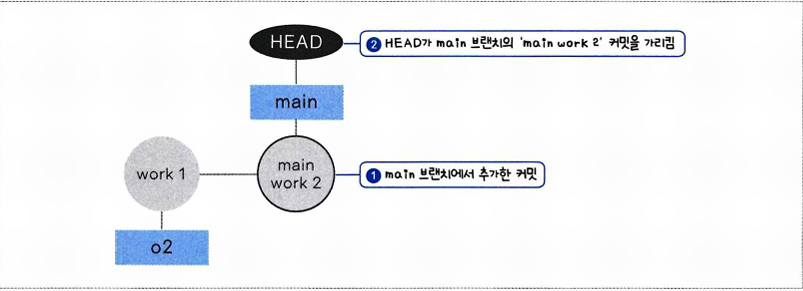 HEAD
② HEAD가 main 브랜치의 'main work 2' 커밋을 가리킴
main
work 1
main
work 2
① main 브랜치에서 추가한 커밋
o2